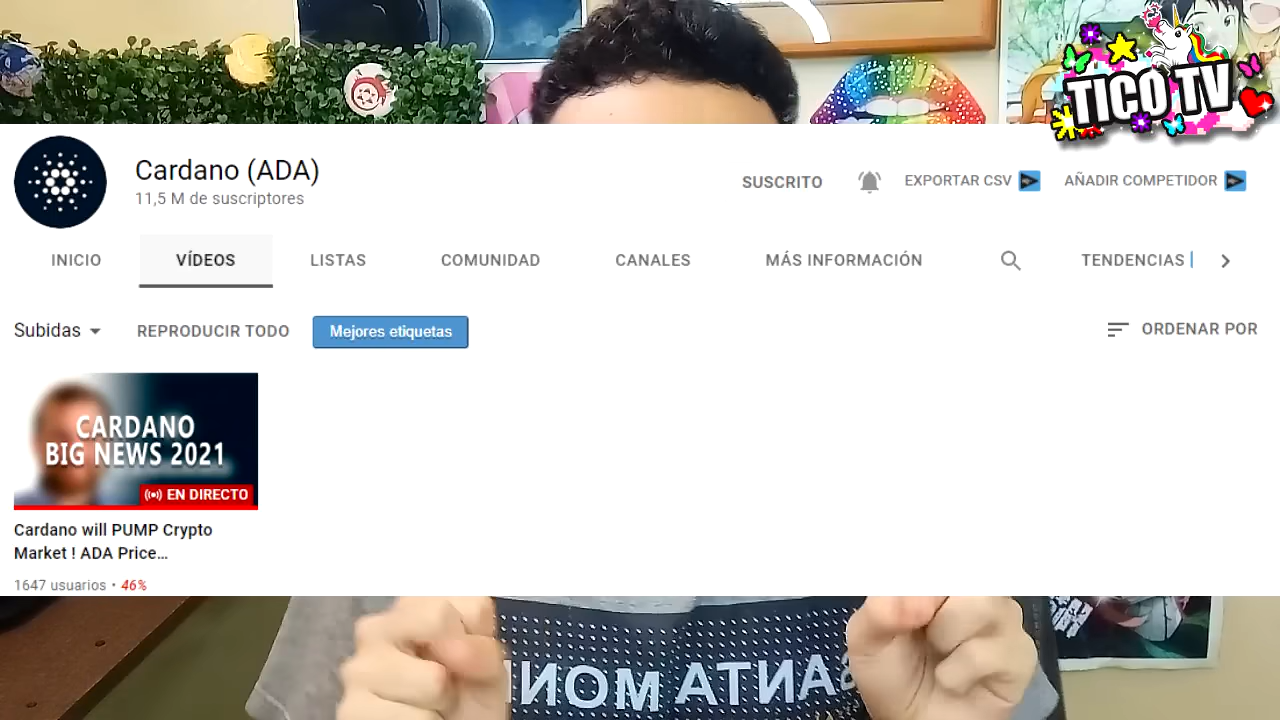 TICO TV
Cardano (ADA)
11,5 M de suscriptores
SUSCRITO
EXPORTAR CSV
AÑADIR COMPETIDOR
INICIO
VÍDEOS
LISTAS
COMUNIDAD
CANALES
MÁS INFORMACIÓN
TENDENCIAS
Subidas
REPRODUCIR TODO
Mejores etiquetas
ORDENAR POR
CARDANO
BIG NEWS 2021
EN DIRECTO
Cardano will PUMP Crypto
Market ! ADA Price...
1647 usuarios • 46%